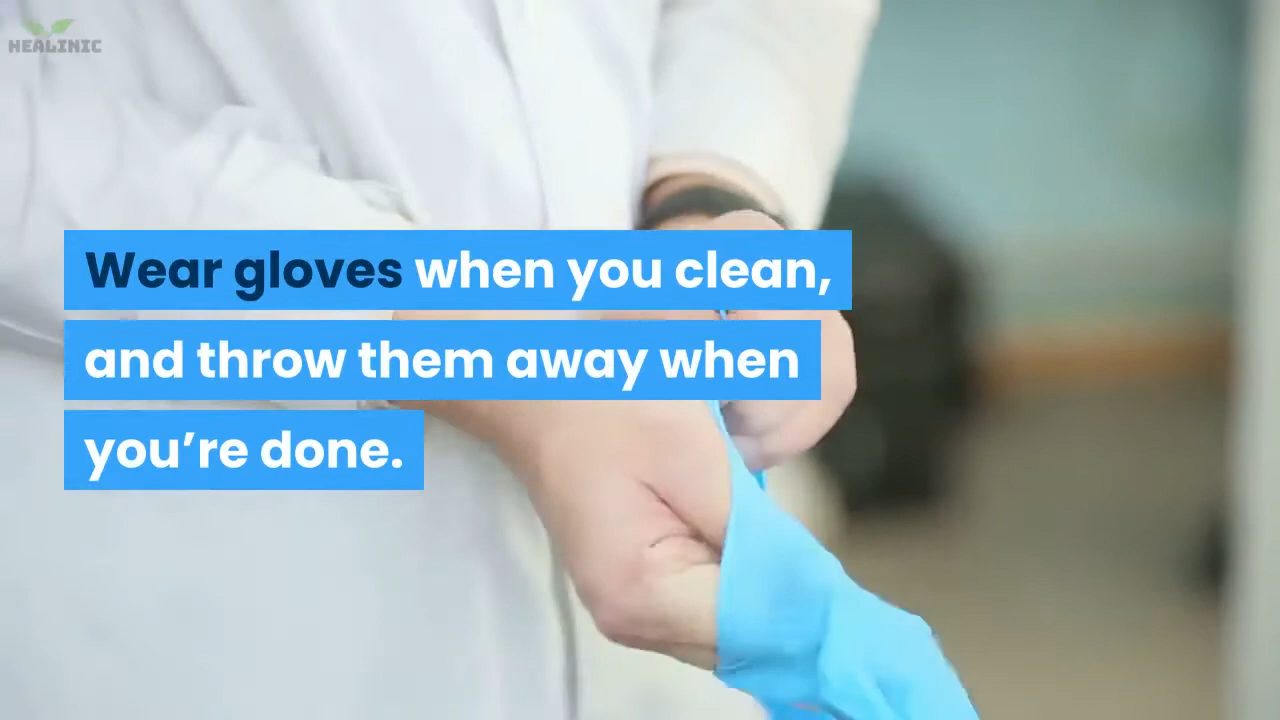 HEALINIC
Wear gloves when you clean,
and throw them away when
you’re done.